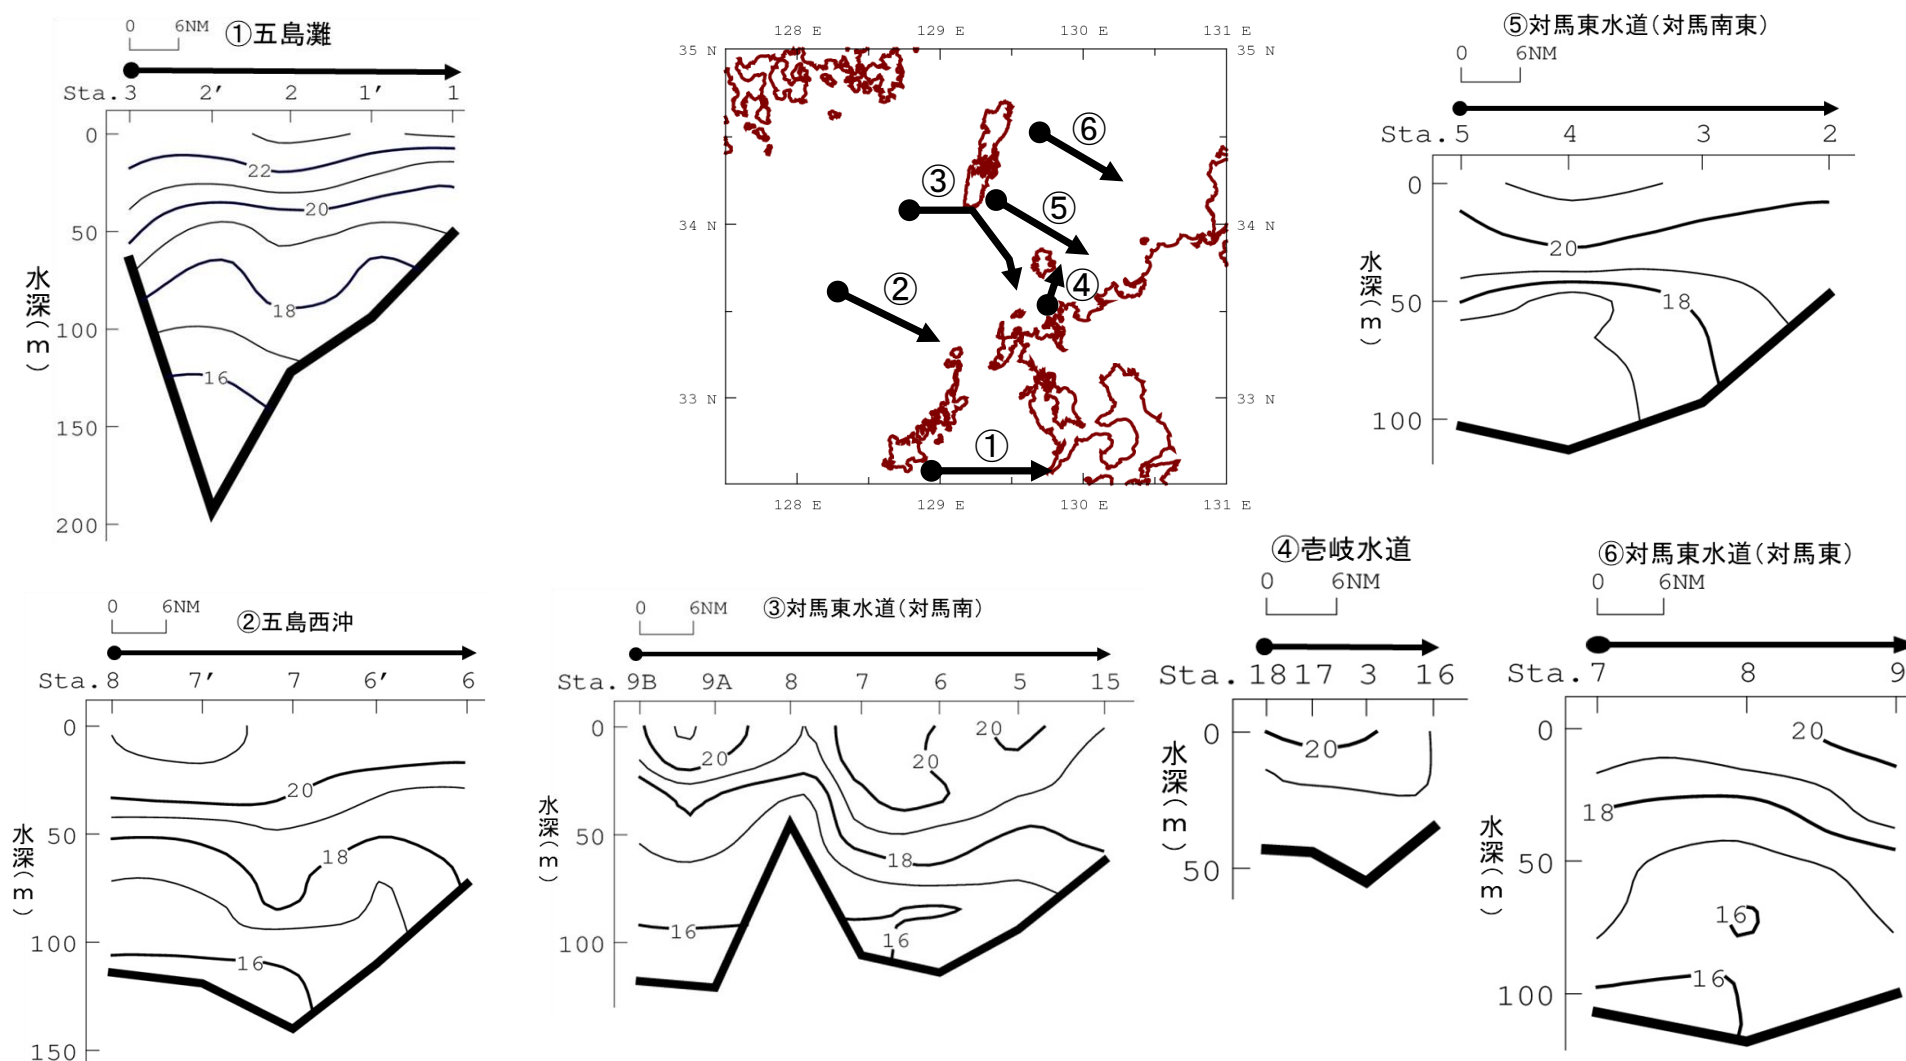 0 6NM ①五島灘
Sta.3 2′ 2 1′ 1
0
22
20
50
18
100
16
150
200
水深(m)
128 E 129 E 130 E 131 E
35 N 35 N
⑥
③
⑤
34 N 34 N
②
④
33 N 33 N
①
128 E 129 E 130 E 131 E
⑤対馬東水道(対馬南東)
0 6NM
Sta.5 4 3 2
0
20
50
18
100
水深(m)
0 6NM ②五島西沖
Sta.8 7′ 7 6′ 6
0
20
50
18
100
16
150
水深(m)
0 6NM ③対馬東水道(対馬南)
Sta.9B 9A 8 7 6 5 15
0
20
20
20
50
18
100
16
16
水深(m)
④壱岐水道
0 6NM
Sta.18 17 3 16
0
20
50
水深(m)
⑥対馬東水道(対馬東)
0 6NM
Sta.7 8 9
0
20
18
50
16
16
100
水深(m)